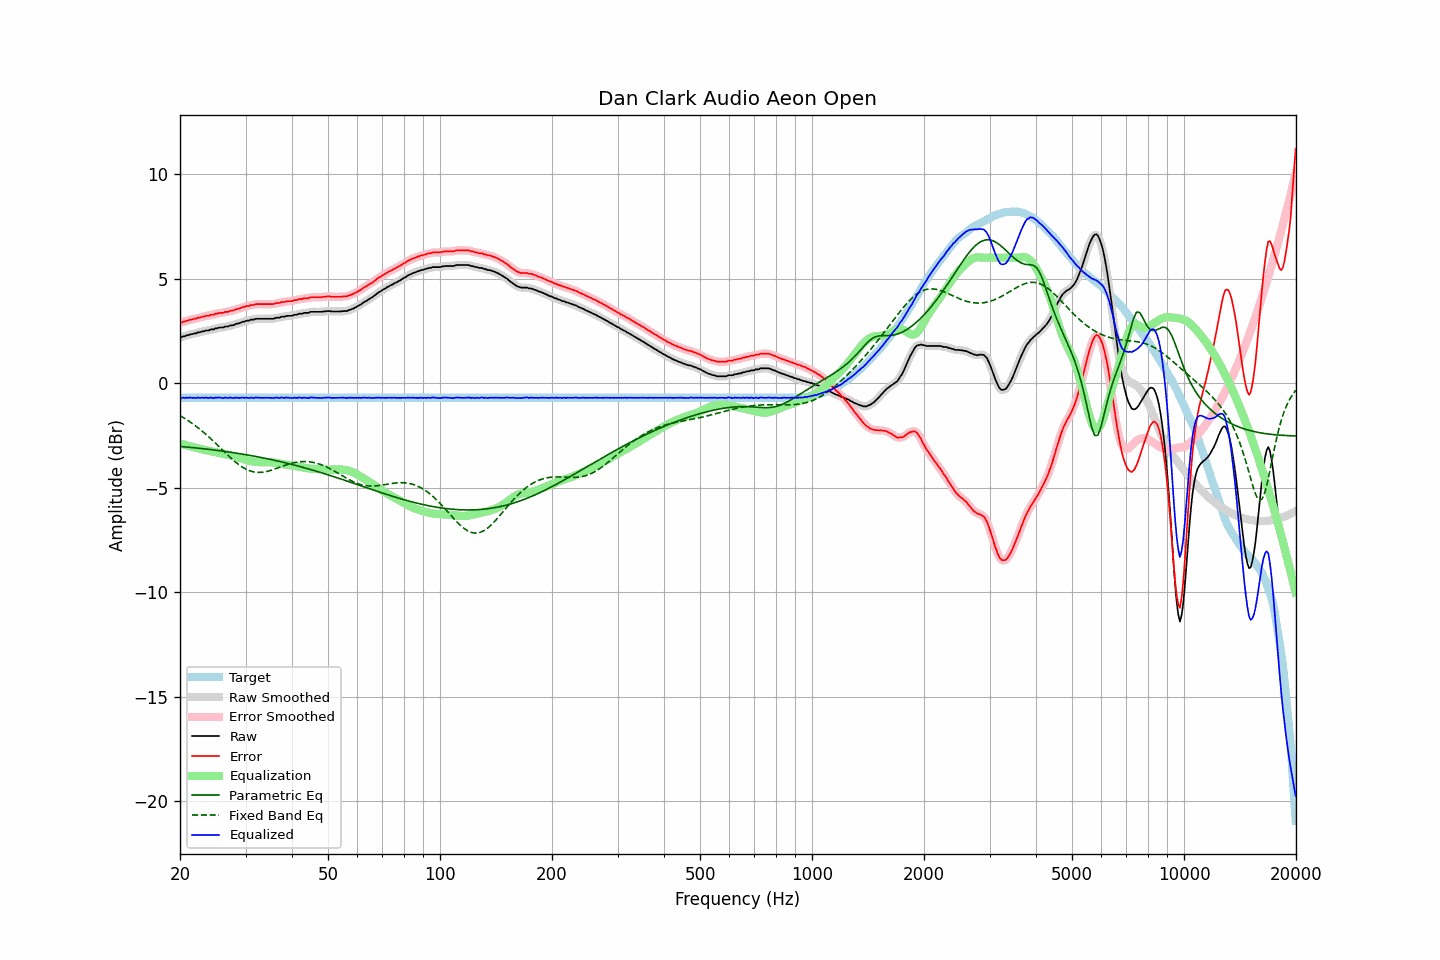 Dan Clark Audio Aeon Open
Amplitude (dBr)
10
5
0
−5
−10
−15
−20
Target
Raw Smoothed
Error Smoothed
Raw
Error
Equalization
Parametric Eq
Fixed Band Eq
Equalized
20
50
100
200
500
1000
2000
5000
10000
20000
Frequency (Hz)